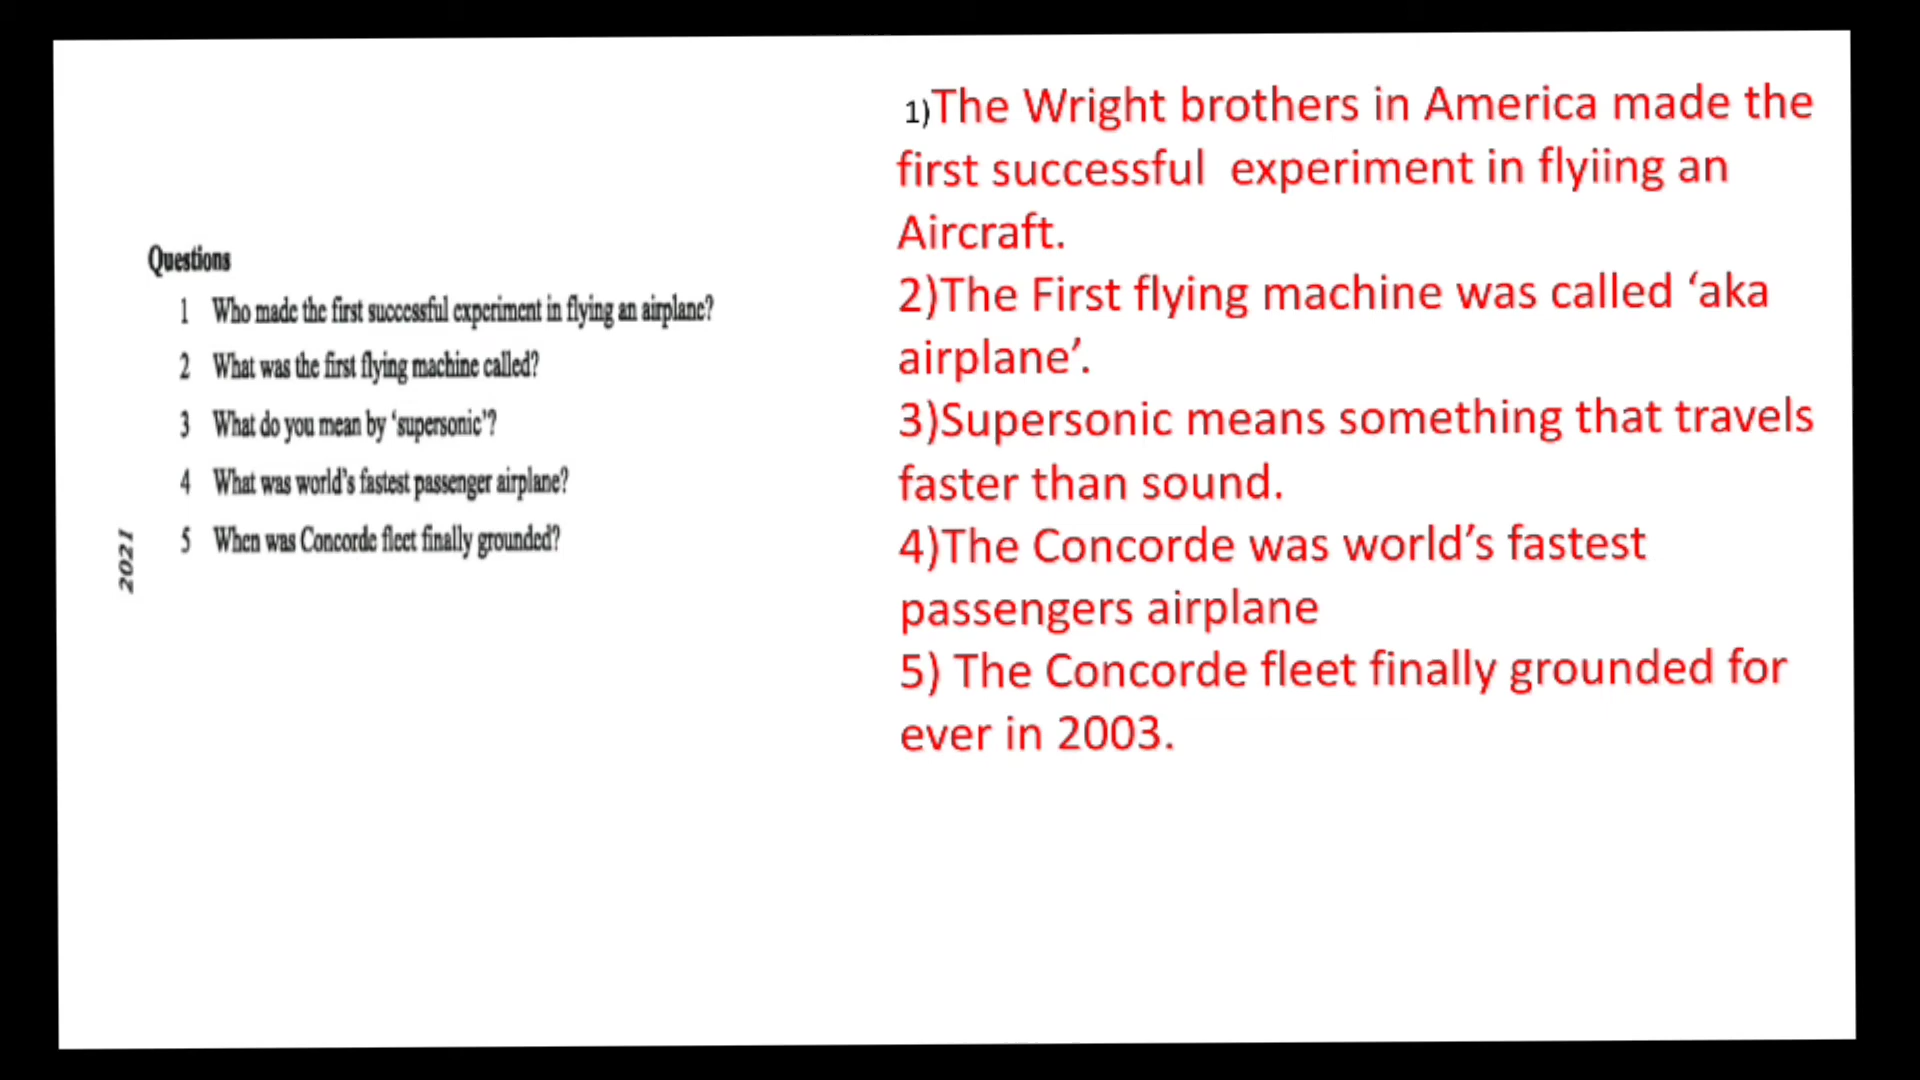 Questions
1 Who made the first successful experiment in flying an airplane?
2 What was the first flying machine called?
3 What do you mean by ‘supersonic’?
4 What was world’s fastest passenger airplane?
5 When was Concorde fleet finally grounded?
2021
1)The Wright brothers in America made the
first successful experiment in flyiing an
Aircraft.
2)The First flying machine was called ‘aka
airplane’.
3)Supersonic means something that travels
faster than sound.
4)The Concorde was world’s fastest
passengers airplane
5) The Concorde fleet finally grounded for
ever in 2003.